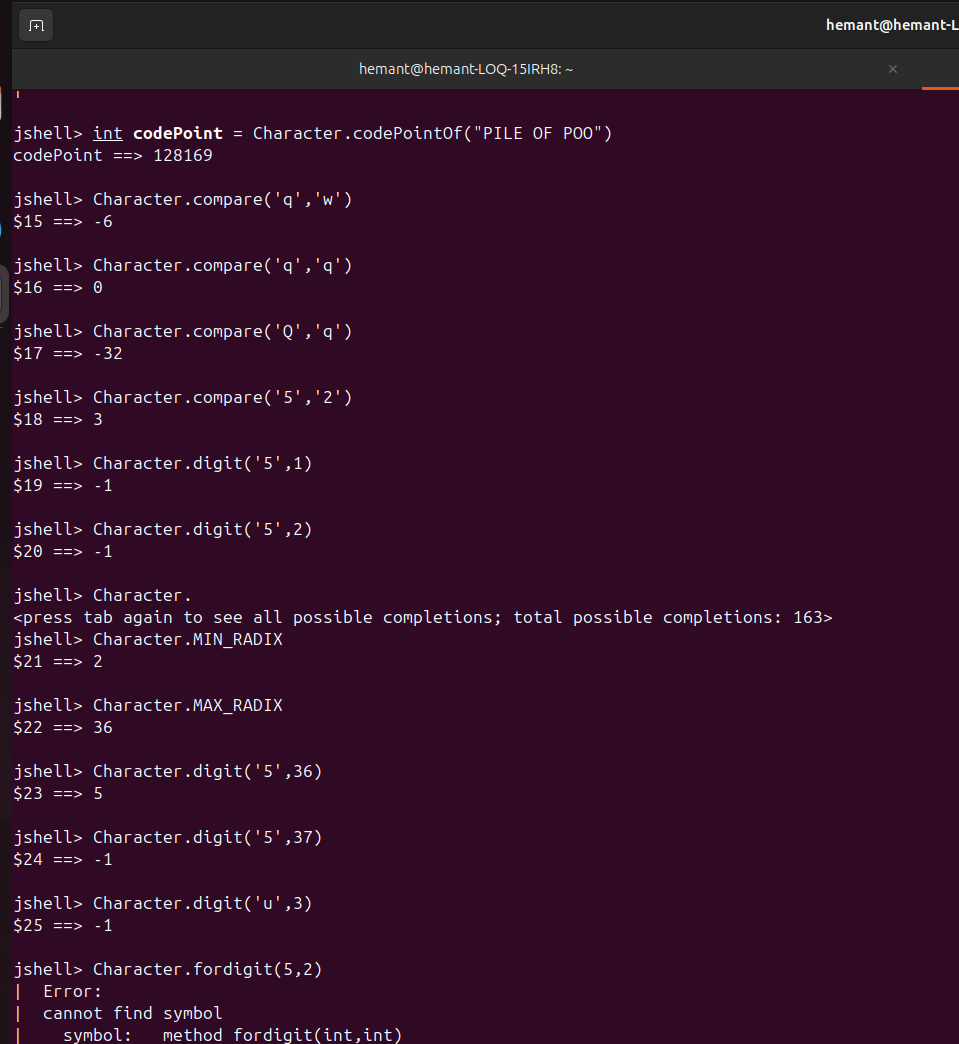 hemant@hemant-L
hemant@hemant-LOQ-15IRH8: ~
jshell> int codePoint = Character.codePointOf("PILE OF POO")
codePoint ==> 128169
jshell> Character.compare('q','w')
$15 ==> -6
jshell> Character.compare('q','q')
$16 ==> 0
jshell> Character.compare('Q','q')
$17 ==> -32
jshell> Character.compare('5','2')
$18 ==> 3
jshell> Character.digit('5',1)
$19 ==> -1
jshell> Character.digit('5',2)
$20 ==> -1
jshell> Character.
<press tab again to see all possible completions; total possible completions: 163>
jshell> Character.MIN_RADIX
$21 ==> 2
jshell> Character.MAX_RADIX
$22 ==> 36
jshell> Character.digit('5',36)
$23 ==> 5
jshell> Character.digit('5',37)
$24 ==> -1
jshell> Character.digit('u',3)
$25 ==> -1
jshell> Character.fordigit(5,2)
|  Error:
|  cannot find symbol
|    symbol:   method fordigit(int,int)